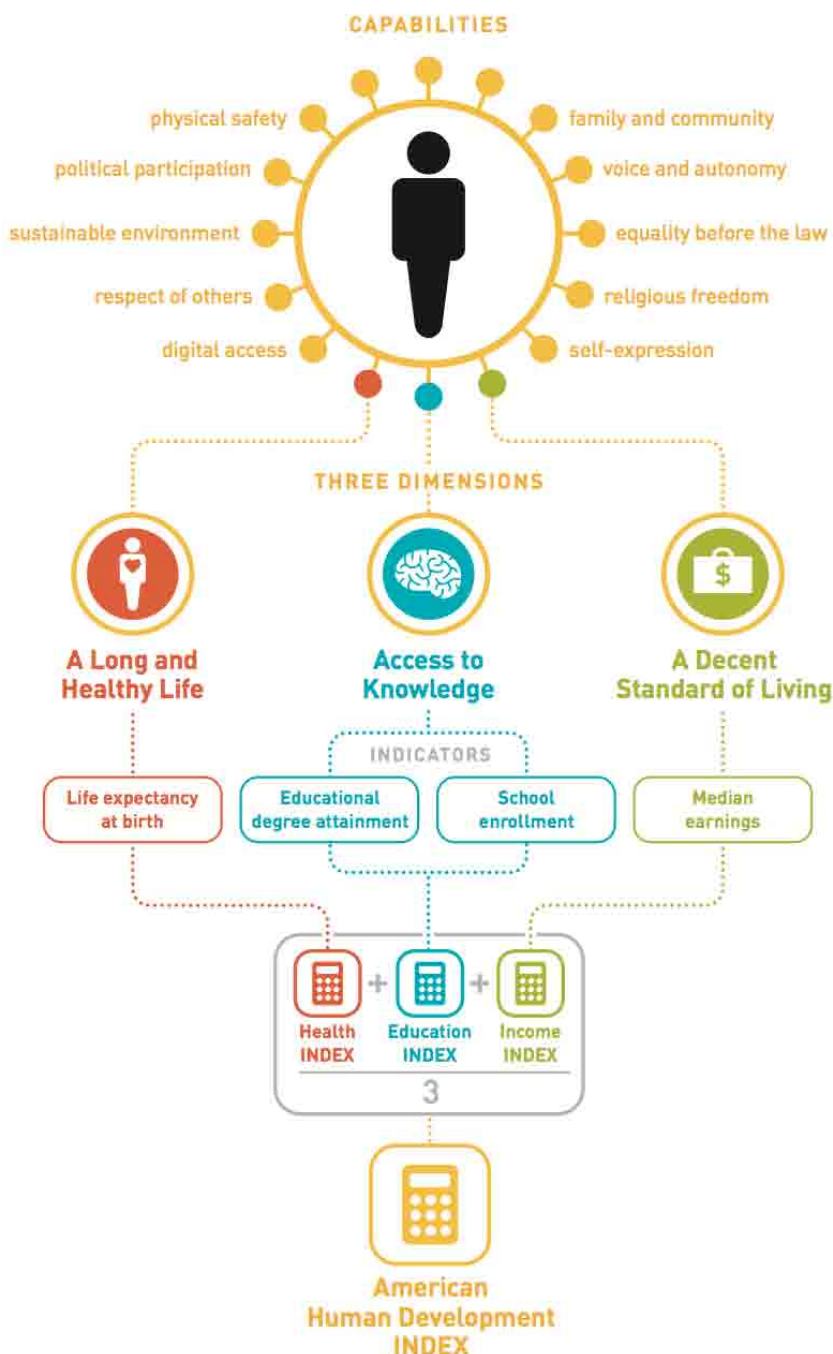 CAPABILITIES
physical safety
family and community
political participation
voice and autonomy
sustainable environment
equality before the law
respect of others
religious freedom
digital access
self-expression
THREE DIMENSIONS
$
A Long and
Healthy Life
Access to
Knowledge
A Decent
Standard of Living
INDICATORS
Life expectancy
at birth
Educational
degree attainment
School
enrollment
Median
earnings
+ +
Health
INDEX
Education
INDEX
Income
INDEX
3
American
Human Development
INDEX